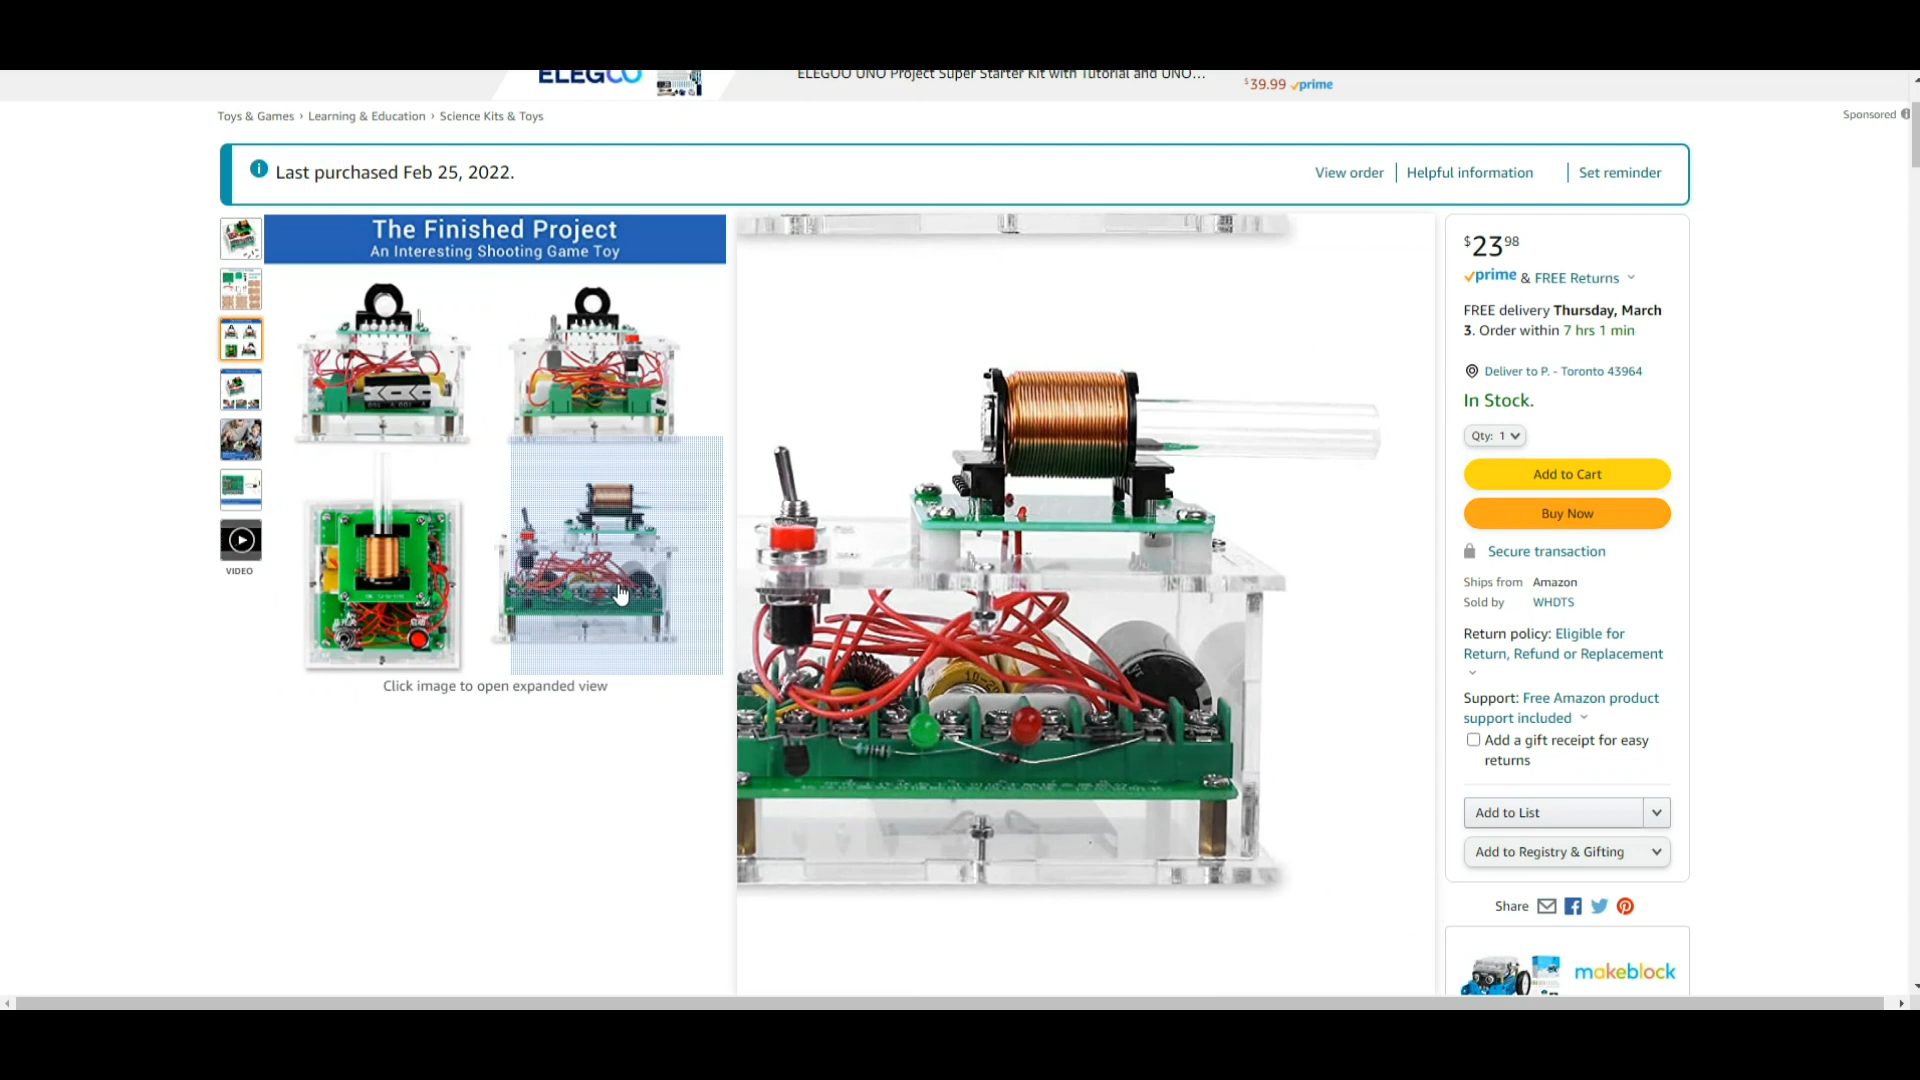 ELEGOO
ELEGOO UNO Project Super Starter Kit with Tutorial and UNO...
$39.99 prime
Toys & Games › Learning & Education › Science Kits & Toys
Sponsored
Last purchased Feb 25, 2022.
View order
Helpful information
Set reminder
The Finished Project
An Interesting Shooting Game Toy
启动
Click image to open expanded view
VIDEO
$23.98
prime & FREE Returns
FREE delivery Thursday, March
3. Order within 7 hrs 1 min
Deliver to P. - Toronto 43964
In Stock.
Qty: 1
Add to Cart
Buy Now
Secure transaction
Ships from Amazon
Sold by WHDTS
Return policy: Eligible for
Return, Refund or Replacement
Support: Free Amazon product
support included
Add a gift receipt for easy
returns
Add to List
Add to Registry & Gifting
Share
makeblock